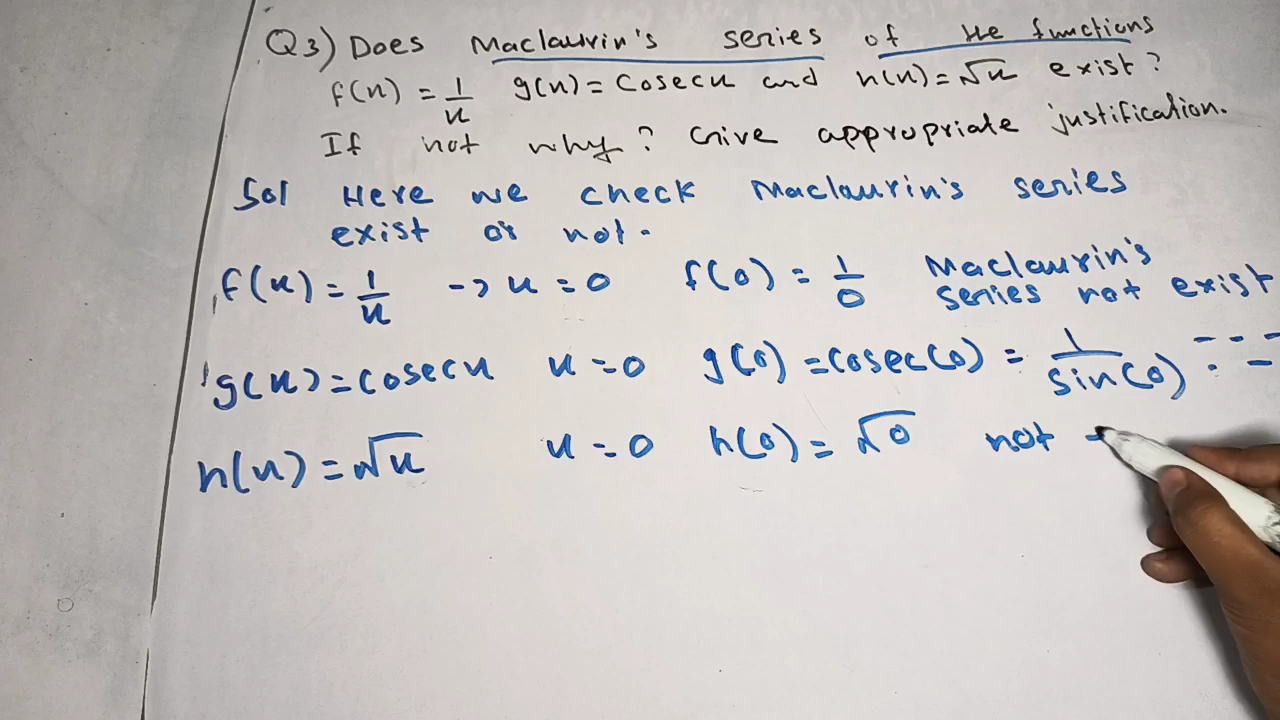 Q3) Does Maclaurin's series of the functions
f(x) = 1/x g(x) = Cosecx and h(x) = √x exist?
If not why? Give appropriate justification.
Sol Here we check Maclaurin's series
exist or not.
f(x) = 1/x → x = 0 f(0) = 1/0 Maclaurin's
series not exist
g(x) = cosecx x = 0 g(0) = cosec(0) = 1/sin(0)
h(x) = √x x = 0 h(0) = √0 not